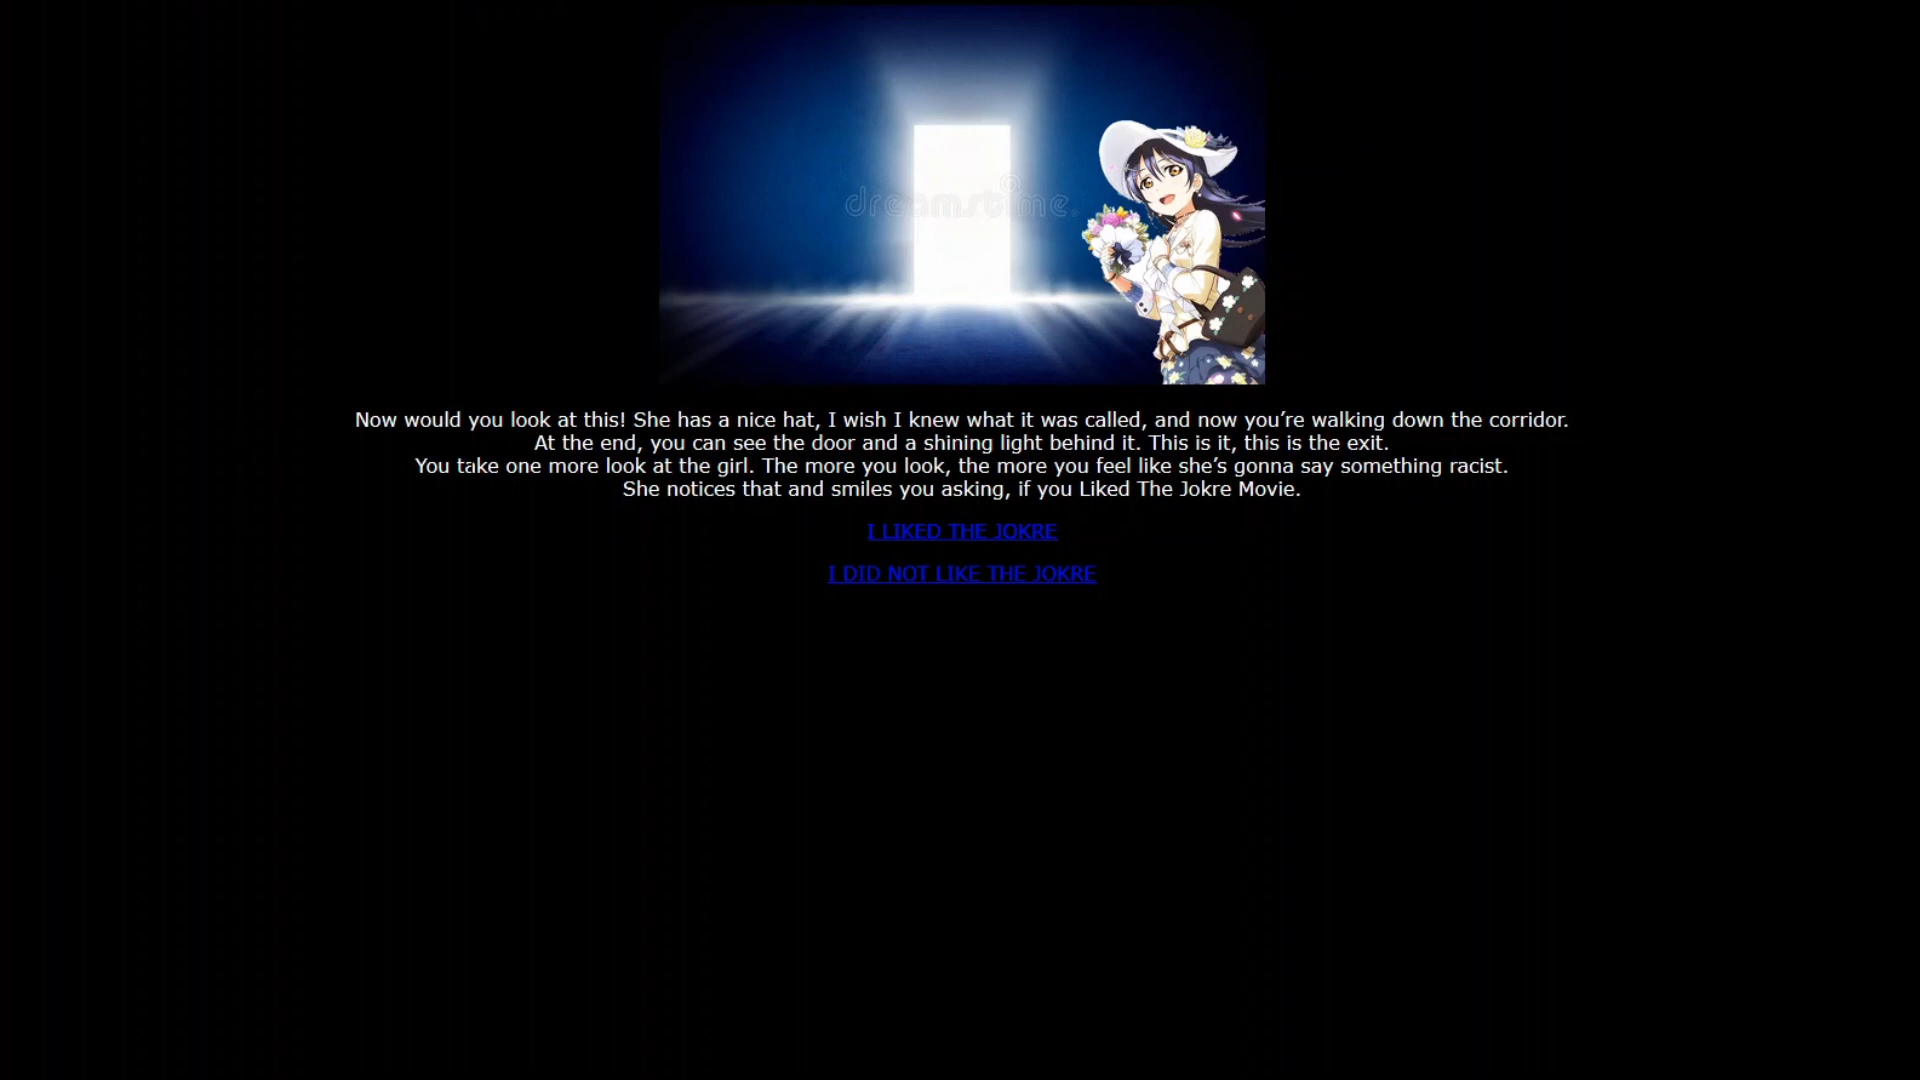 dreamstime.
Now would you look at this! She has a nice hat, I wish I knew what it was called, and now you’re walking down the corridor.
At the end, you can see the door and a shining light behind it. This is it, this is the exit.
You take one more look at the girl. The more you look, the more you feel like she’s gonna say something racist.
She notices that and smiles you asking, if you Liked The Jokre Movie.
I LIKED THE JOKRE
I DID NOT LIKE THE JOKRE